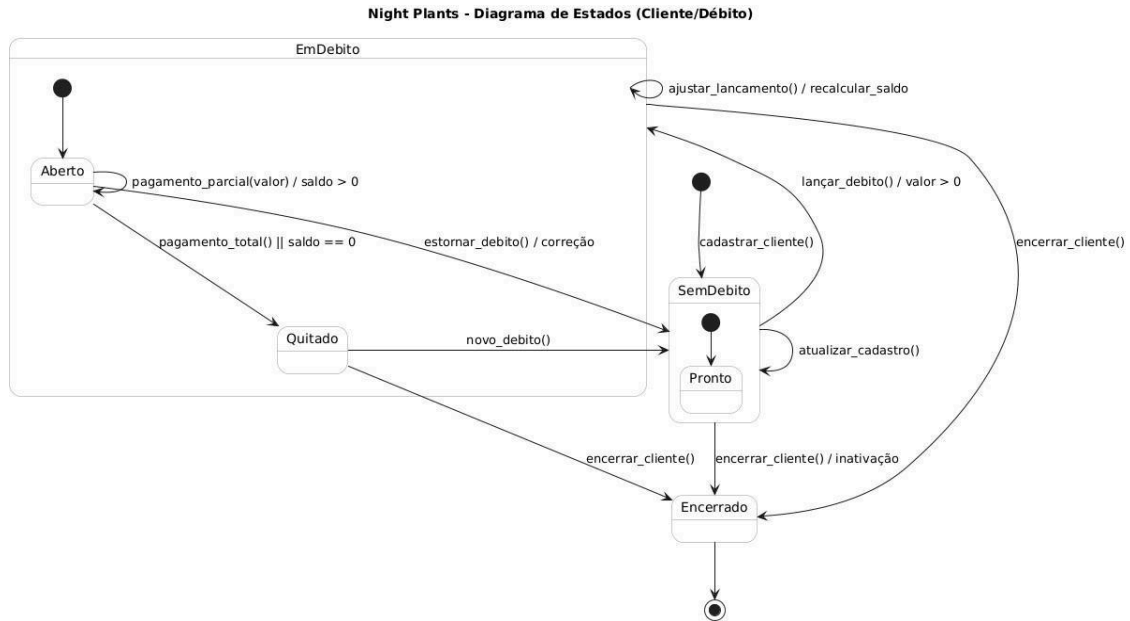 Night Plants - Diagrama de Estados (Cliente/Débito)
EmDebito
ajustar_lancamento() / recalcular_saldo
Aberto
pagamento_parcial(valor) / saldo > 0
lançar_debito() / valor > 0
pagamento_total() || saldo == 0
estornar_debito() / correção
cadastrar_cliente()
encerrar_cliente()
SemDebito
Quitado
novo_debito()
atualizar_cadastro()
Pronto
encerrar_cliente()
encerrar_cliente() / inativação
Encerrado